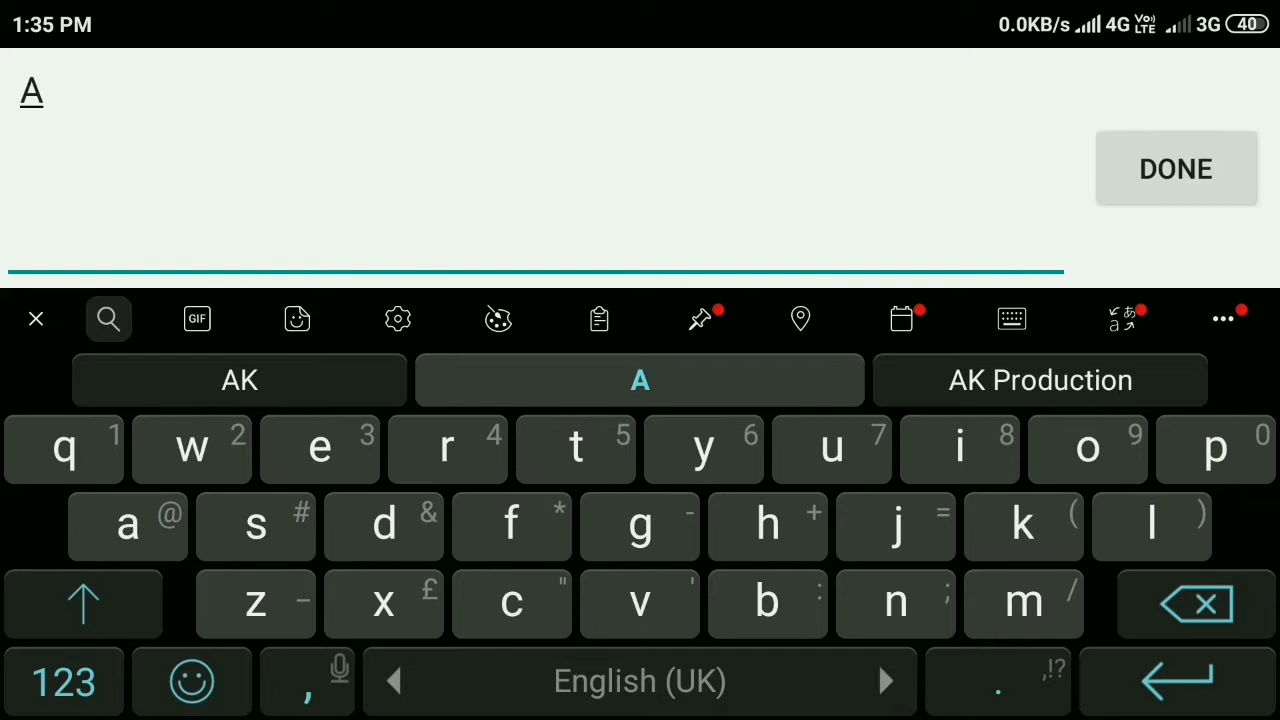 1:35 PM 0.0KB/s 4G Vo) LTE 3G 40
A
DONE
GIF あ a
AK A AK Production
q 1 w 2 e 3 r 4 t 5 y 6 u 7 i 8 o 9 p 0
a @ s # d & f * g - h + j = k ( l )
z _ x £ c " v ' b : n ; m /
123 , English (UK) . ,!?